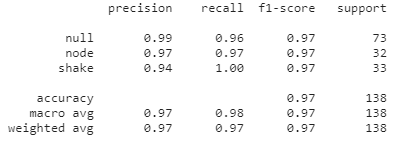 precision recall f1-score support
null 0.99 0.96 0.97 73
node 0.97 0.97 0.97 32
shake 0.94 1.00 0.97 33
accuracy 0.97 138
macro avg 0.97 0.98 0.97 138
weighted avg 0.97 0.97 0.97 138